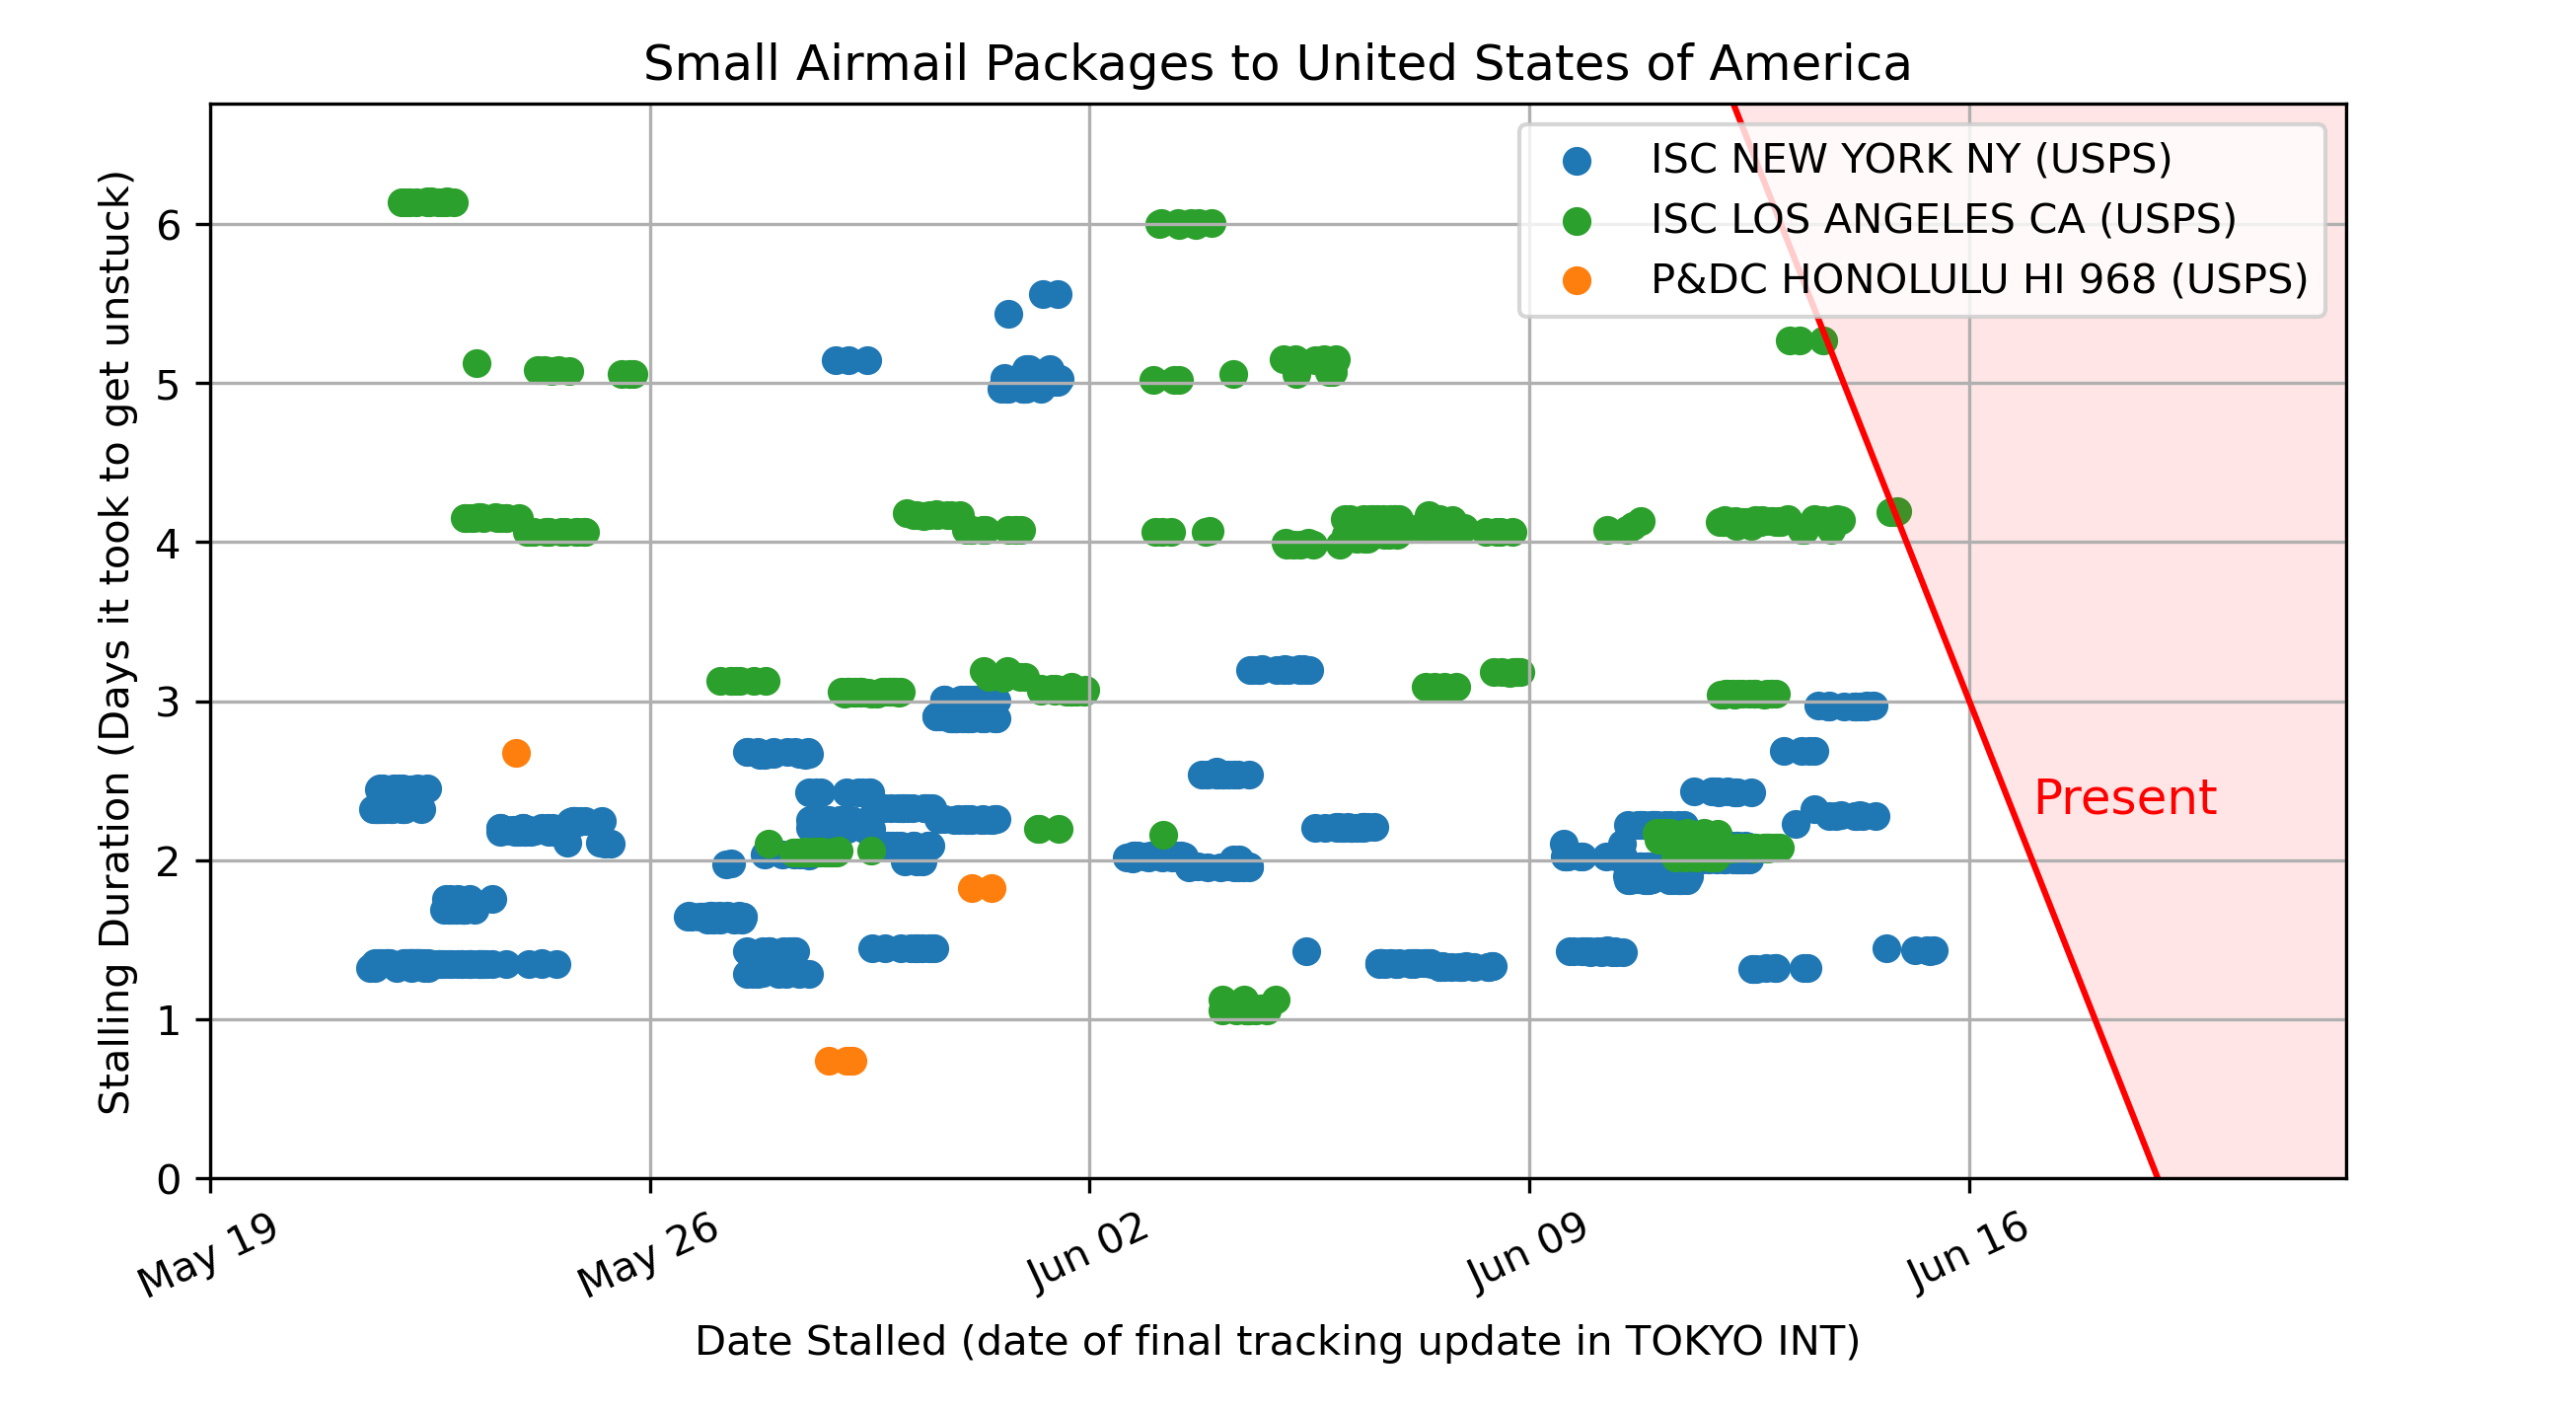 Small Airmail Packages to United States of America
Stalling Duration (Days it took to get unstuck)
6
5
4
3
2
1
0
ISC NEW YORK NY (USPS)
ISC LOS ANGELES CA (USPS)
P&DC HONOLULU HI 968 (USPS)
Present
May 19
May 26
Jun 02
Jun 09
Jun 16
Date Stalled (date of final tracking update in TOKYO INT)